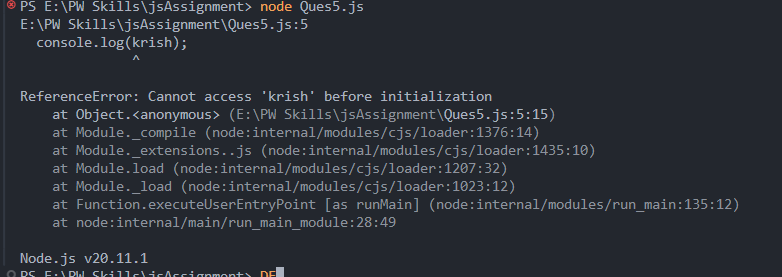 PS E:\PW Skills\jsAssignment> node Ques5.js
E:\PW Skills\jsAssignment\Ques5.js:5
  console.log(krish);
              ^
ReferenceError: Cannot access 'krish' before initialization
    at Object.<anonymous> (E:\PW Skills\jsAssignment\Ques5.js:5:15)
    at Module._compile (node:internal/modules/cjs/loader:1376:14)
    at Module._extensions..js (node:internal/modules/cjs/loader:1435:10)
    at Module.load (node:internal/modules/cjs/loader:1207:32)
    at Module._load (node:internal/modules/cjs/loader:1023:12)
    at Function.executeUserEntryPoint [as runMain] (node:internal/modules/run_main:135:12)
    at node:internal/main/run_main_module:28:49
Node.js v20.11.1
PS E:\PW Skills\jsAssignment>